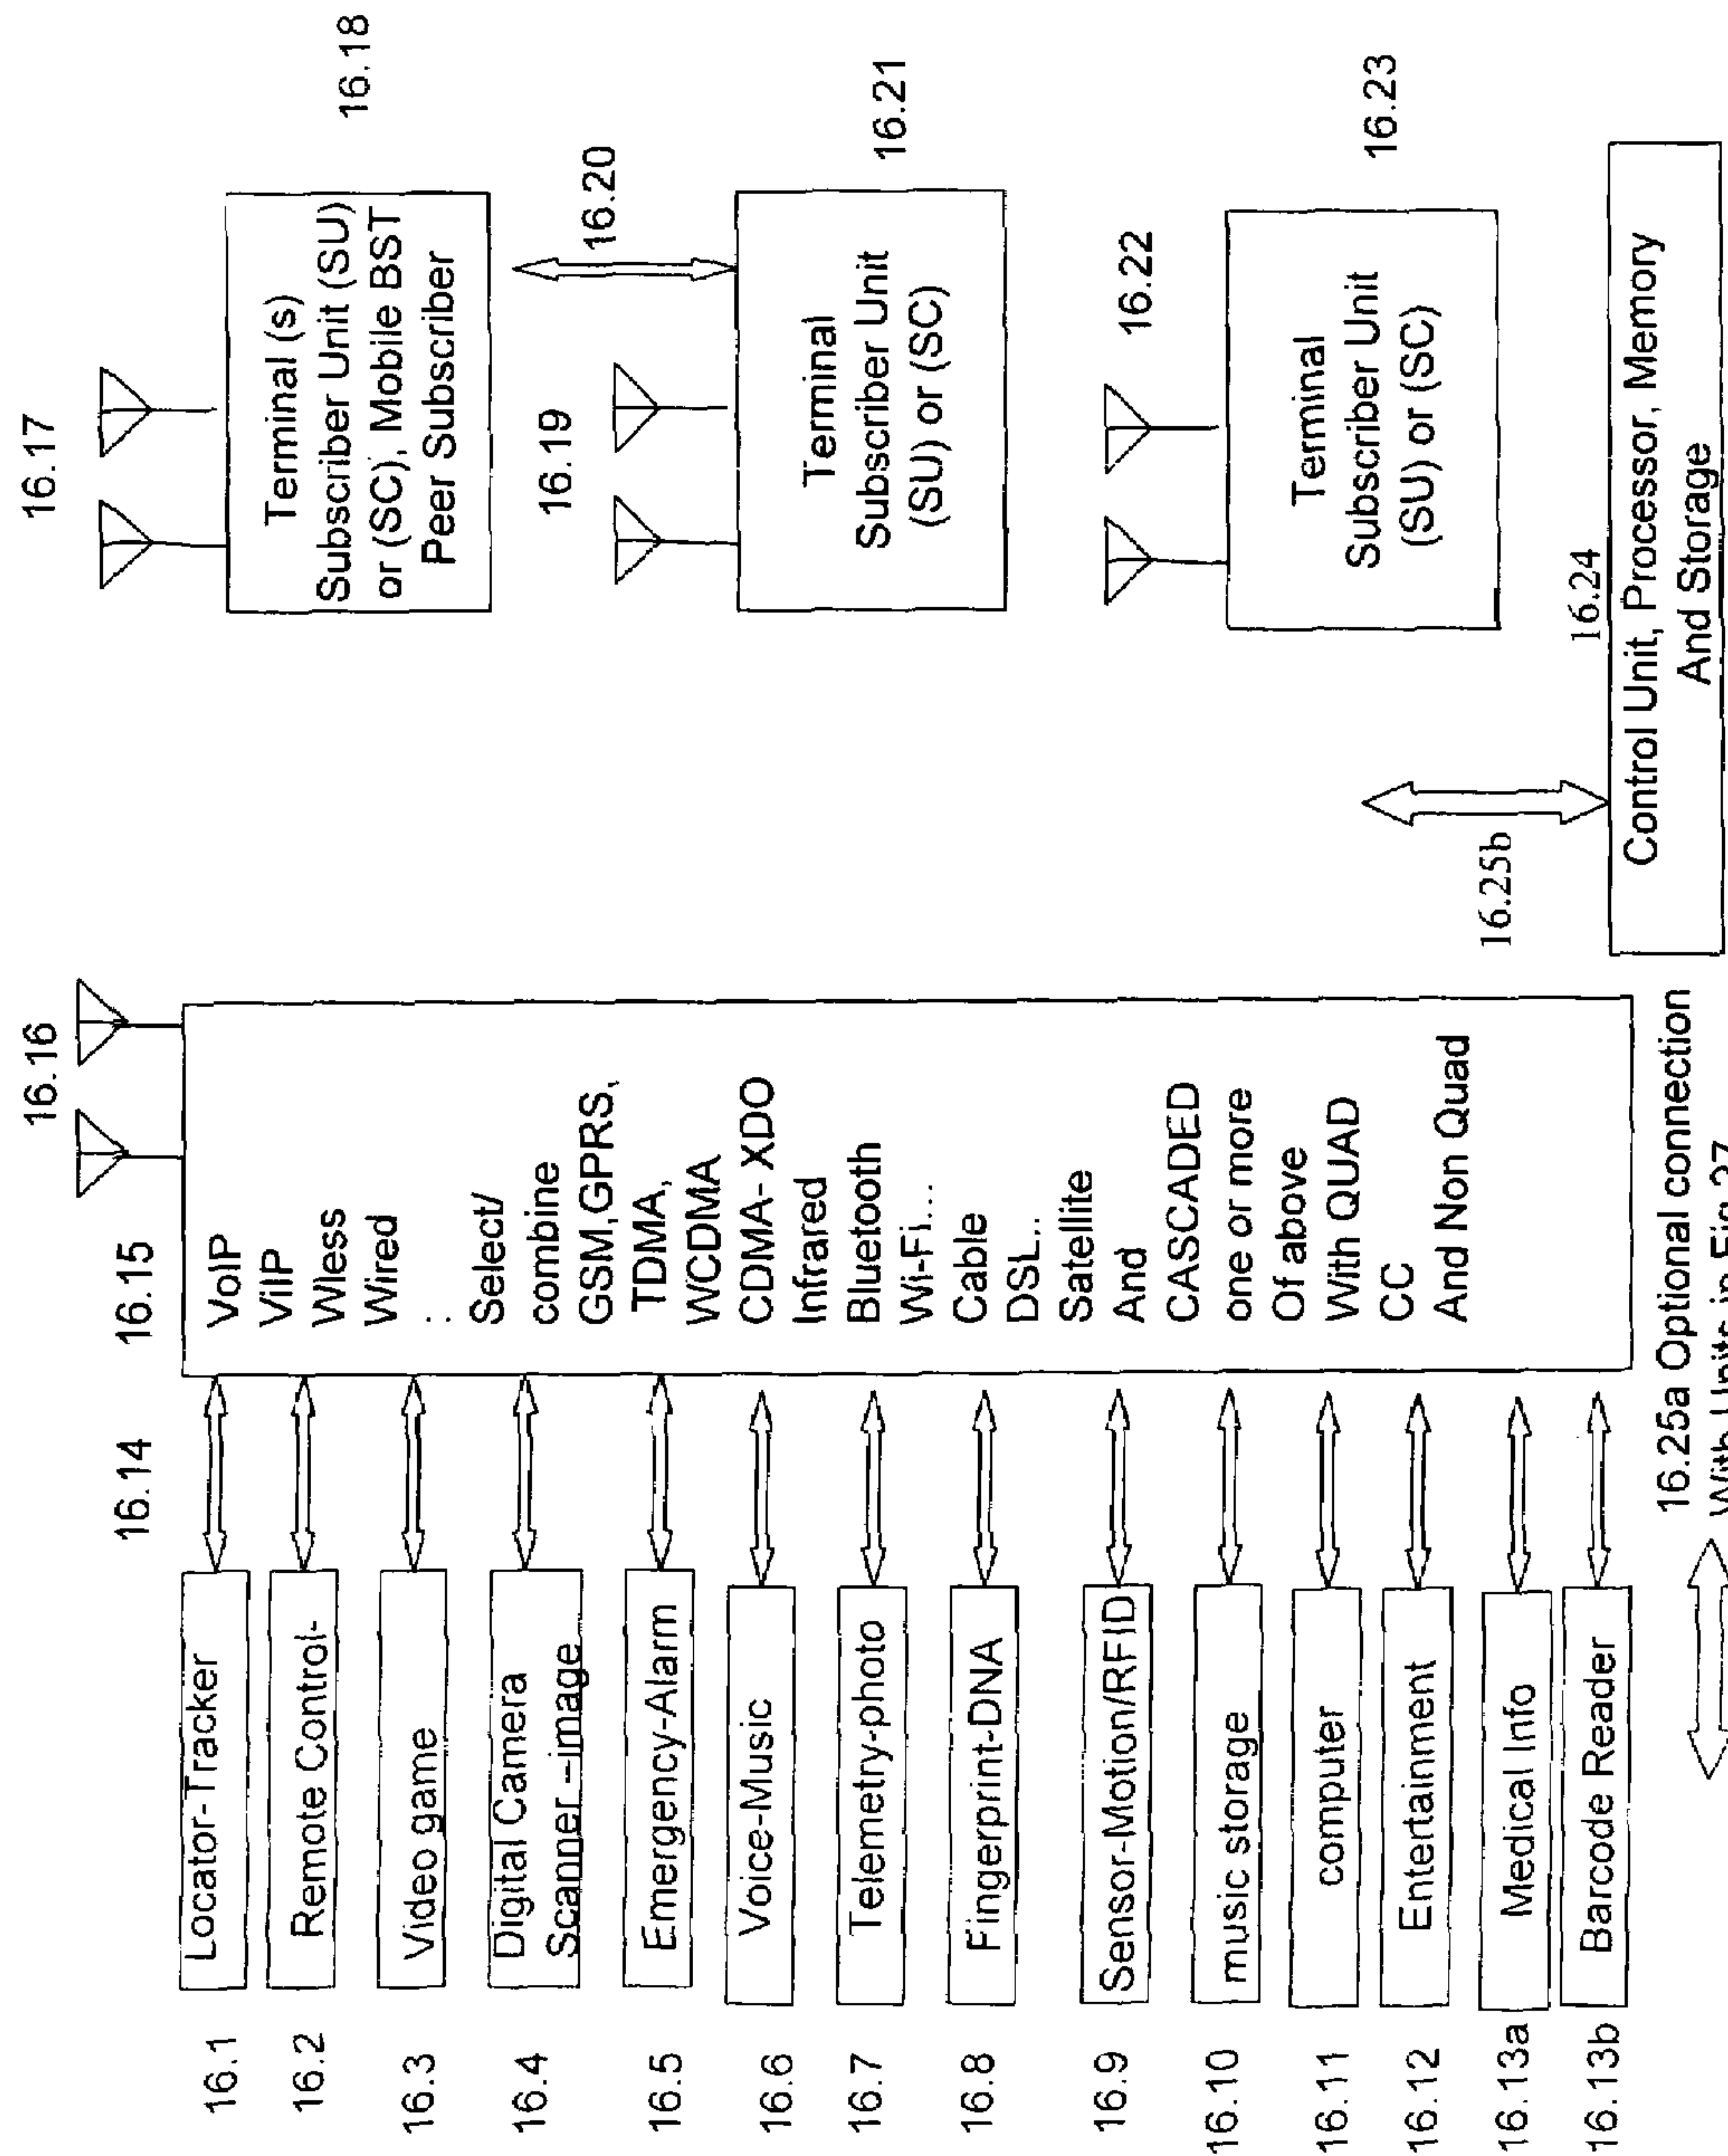 16.1
Locator-Tracker
16.2
Remote Control-
16.3
Video game
16.4
Digital Camera
Scanner –image
16.5
Emergency-Alarm
16.6
Voice-Music
16.7
Telemetry-photo
16.8
Fingerprint-DNA
16.9
Sensor-Motion/RFID
16.10
music storage
16.11
computer
16.12
Entertainment
16.13a
Medical Info
16.13b
Barcode Reader
16.14
16.15
16.16
VoIP
ViIP
Wless
Wired
..
Select/
combine
GSM,GPRS,
TDMA,
WCDMA
CDMA- XDO
Infrared
Bluetooth
Wi-Fi...
Cable
DSL..
Satellite
And
CASCADED
one or more
Of above
With QUAD
CC
And Non Quad
16.25a Optional connection
With Units in Fig 27
16.17
Terminal (s)
Subscriber Unit (SU)
or (SC), Mobile BST
Peer Subscriber
16.18
16.19
16.20
Terminal
Subscriber Unit
(SU) or (SC)
16.21
16.22
Terminal
Subscriber Unit
(SU) or (SC)
16.23
16.25b
16.24
Control Unit, Processor, Memory
And Storage